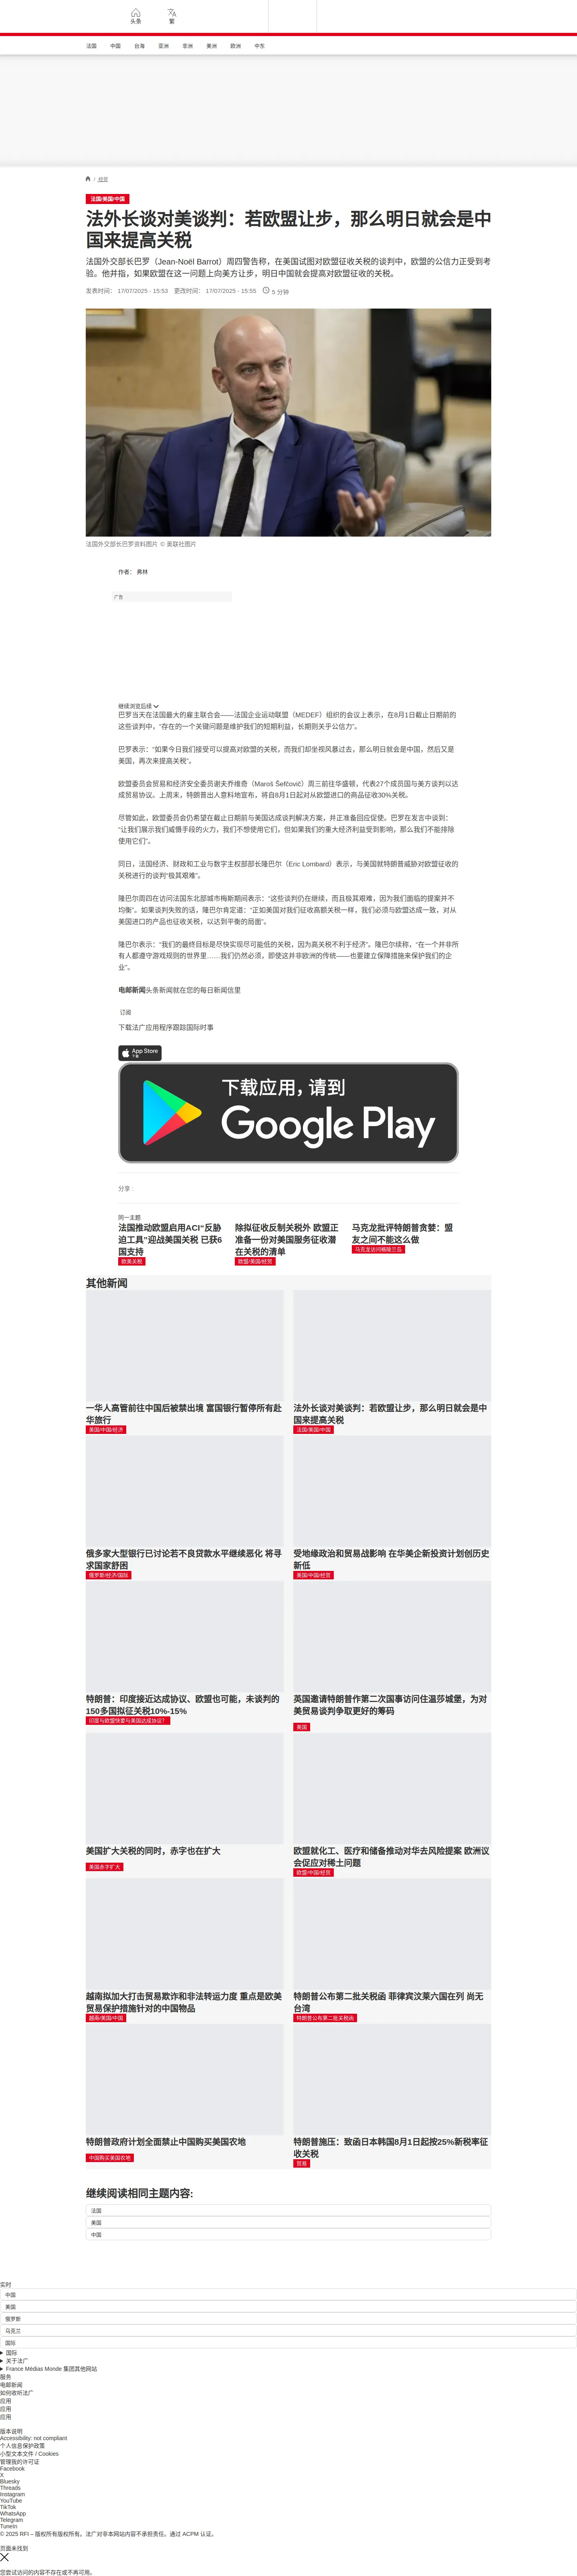 头条
繁
法国
中国
台海
亚洲
非洲
美洲
欧洲
中东
/ 经贸
法国/美国/中国
法外长谈对美谈判：若欧盟让步，那么明日就会是中
国来提高关税
法国外交部长巴罗（Jean-Noël Barrot）周四警告称，在美国试图对欧盟征收关税的谈判中，欧盟的公信力正受到考
验。他并指，如果欧盟在这一问题上向美方让步，明日中国就会提高对欧盟征收的关税。
发表时间： 17/07/2025 - 15:53 更改时间： 17/07/2025 - 15:55 5 分钟
法国外交部长巴罗资料图片 © 美联社图片
作者： 弗林
广告
继续浏览后续
巴罗当天在法国最大的雇主联合会——法国企业运动联盟（MEDEF）组织的会议上表示，在8月1日截止日期前的
这些谈判中，“存在的一个关键问题是维护我们的短期利益，长期则关乎公信力”。
巴罗表示：“如果今日我们接受可以提高对欧盟的关税，而我们却坐视风暴过去，那么明日就会是中国，然后又是
美国，再次来提高关税”。
欧盟委员会贸易和经济安全委员谢夫乔维奇（Maroš Šefčovič）周三前往华盛顿，代表27个成员国与美方谈判以达
成贸易协议。上周末，特朗普出人意料地宣布，将自8月1日起对从欧盟进口的商品征收30%关税。
尽管如此，欧盟委员会仍希望在截止日期前与美国达成谈判解决方案，并正准备回应促使。巴罗在发言中谈到：
“让我们展示我们威慑手段的火力，我们不想使用它们，但如果我们的重大经济利益受到影响，那么我们不能排除
使用它们”。
同日，法国经济、财政和工业与数字主权部部长隆巴尔（Eric Lombard）表示，与美国就特朗普威胁对欧盟征收的
关税进行的谈判“极其艰难”。
隆巴尔周四在访问法国东北部城市梅斯期间表示：“这些谈判仍在继续，而且极其艰难，因为我们面临的提案并不
均衡”。如果谈判失败的话，隆巴尔肯定道：“正如美国对我们征收高额关税一样，我们必须与欧盟达成一致，对从
美国进口的产品也征收关税，以达到平衡的局面”。
隆巴尔表示：“我们的最终目标是尽快实现尽可能低的关税，因为高关税不利于经济”。隆巴尔续称，“在一个并非所
有人都遵守游戏规则的世界里……我们仍然必须，即使这并非欧洲的传统——也要建立保障措施来保护我们的企
业”。
电邮新闻头条新闻就在您的每日新闻信里
订阅
下载法广应用程序跟踪国际时事
App Store
下载
下载应用，请到
Google Play
分享 :
同一主题
法国推动欧盟启用ACI“反胁
迫工具”迎战美国关税 已获6
国支持
欧美关税
除拟征收反制关税外 欧盟正
准备一份对美国服务征收潜
在关税的清单
欧盟/美国/经贸
马克龙批评特朗普贪婪：盟
友之间不能这么做
马克龙访问格陵兰岛
其他新闻
一华人高管前往中国后被禁出境 富国银行暂停所有赴
华旅行
美国/中国/经济
法外长谈对美谈判：若欧盟让步，那么明日就会是中
国来提高关税
法国/美国/中国
俄多家大型银行已讨论若不良贷款水平继续恶化 将寻
求国家舒困
俄罗斯/经济/国际
受地缘政治和贸易战影响 在华美企新投资计划创历史
新低
美国/中国/经贸
特朗普：印度接近达成协议、欧盟也可能，未谈判的
150多国拟征关税10%-15%
印度与欧盟快要与美国达成协议？
英国邀请特朗普作第二次国事访问住温莎城堡，为对
美贸易谈判争取更好的筹码
英国
美国扩大关税的同时，赤字也在扩大
美国赤字扩大
欧盟就化工、医疗和储备推动对华去风险提案 欧洲议
会促应对稀土问题
欧盟/中国/经贸
越南拟加大打击贸易欺诈和非法转运力度 重点是欧美
贸易保护措施针对的中国物品
越南/美国/中国
特朗普公布第二批关税函 菲律宾汶莱六国在列 尚无
台湾
特朗普公布第二批关税函
特朗普政府计划全面禁止中国购买美国农地
中国购买美国农地
特朗普施压：致函日本韩国8月1日起按25%新税率征
收关税
贸易
继续阅读相同主题内容:
法国
美国
中国
实时
中国
美国
俄罗斯
乌克兰
国际
国际
关于法广
France Médias Monde 集团其他网站
服务
电邮新闻
如何收听法广
应用
应用
应用
版本说明
Accessibility: not compliant
个人信息保护政策
小型文本文件 / Cookies
管理我的许可证
Facebook
X
Bluesky
Threads
Instagram
YouTube
TikTok
WhatsApp
Telegram
TuneIn
© 2025 RFI – 版权所有版权所有。法广对非本网站内容不承担责任。通过 ACPM 认证。
页面未找到
您尝试访问的内容不存在或不再可用。